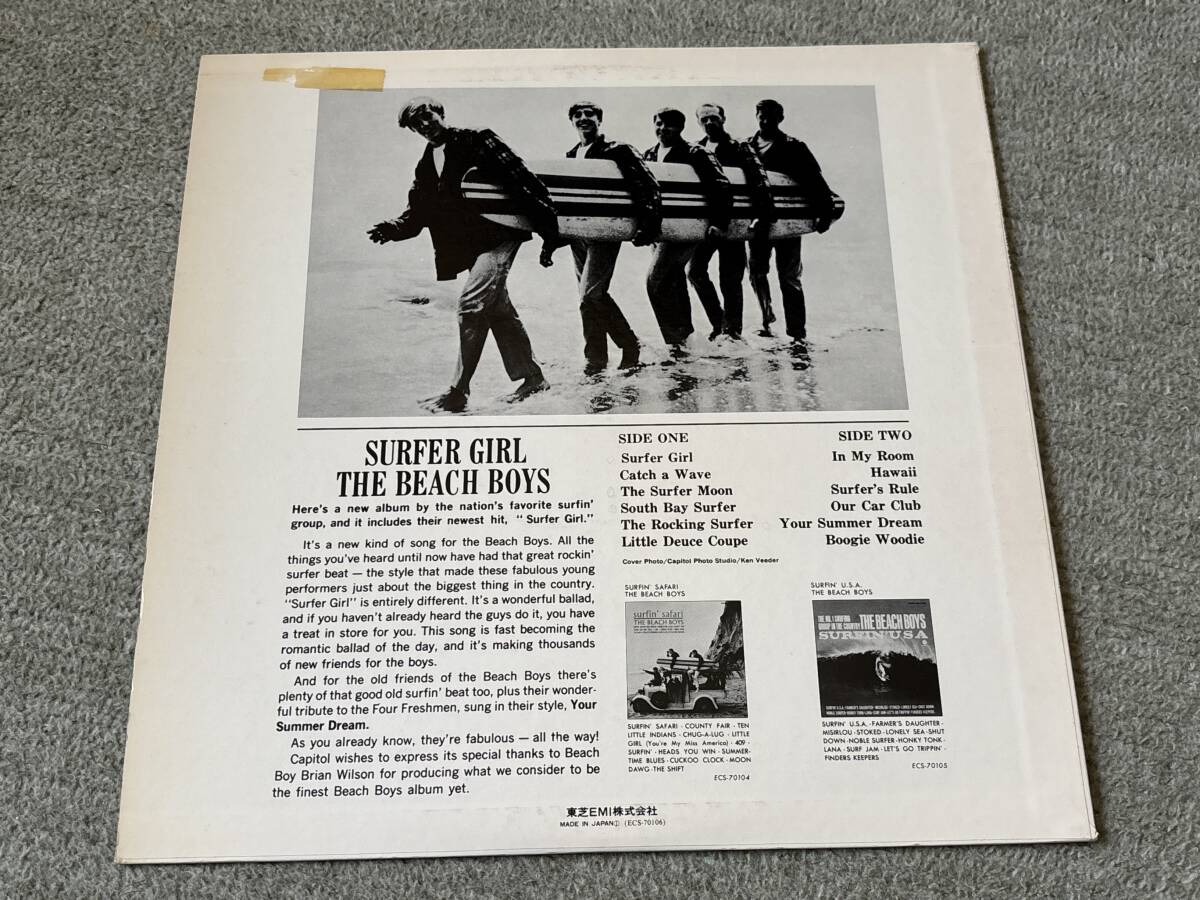 SURFER GIRL
THE BEACH BOYS
Here's a new album by the nation's favorite surfin'
group, and it includes their newest hit, "Surfer Girl."
It's a new kind of song for the Beach Boys. All the
things you've heard until now have had that great rockin'
surfer beat — the style that made these fabulous young
performers just about the biggest thing in the country.
"Surfer Girl" is entirely different. It's a wonderful ballad,
and if you haven't already heard the guys do it, you have
a treat in store for you. This song is fast becoming the
romantic ballad of the day, and it's making thousands
of new friends for the boys.
And for the old friends of the Beach Boys there's
plenty of that good old surfin' beat too, plus their wonder-
ful tribute to the Four Freshmen, sung in their style, Your
Summer Dream.
As you already know, they're fabulous — all the way!
Capitol wishes to express its special thanks to Beach
Boy Brian Wilson for producing what we consider to be
the finest Beach Boys album yet.
SIDE ONE
Surfer Girl
Catch a Wave
The Surfer Moon
South Bay Surfer
The Rocking Surfer
Little Deuce Coupe
SIDE TWO
In My Room
Hawaii
Surfer's Rule
Our Car Club
Your Summer Dream
Boogie Woodie
Cover Photo/Capitol Photo Studio/Ken Veeder
SURFIN' SAFARI
THE BEACH BOYS
surfin' safari
THE BEACH BOYS
SURFIN' SAFARI · COUNTY FAIR · TEN
LITTLE INDIANS · CHUG-A-LUG · LITTLE
GIRL (You're My Miss America) · 409 ·
SURFIN' · HEADS YOU WIN · SUMMER-
TIME BLUES · CUCKOO CLOCK · MOON
DAWG · THE SHIFT
ECS-70104
SURFIN' U.S.A.
THE BEACH BOYS
THE NO. 1 SURFING
GROUP IN THE COUNTRY THE BEACH BOYS
SURFIN' USA
SURFIN' U.S.A. · FARMER'S DAUGHTER ·
MISIRLOU · STOKED · LONELY SEA · SHUT
DOWN · NOBLE SURFER · HONKY TONK ·
LANA · SURF JAM · LET'S GO TRIPPIN' ·
FINDERS KEEPERS
ECS-70105
東芝EMI株式会社
MADE IN JAPAN① (ECS-70106)